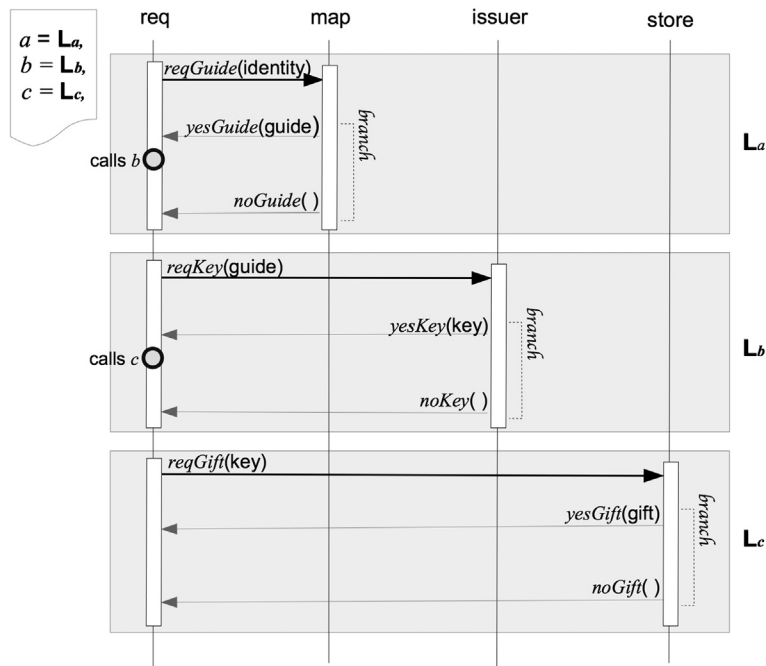 req map issuer store
a = La,
b = Lb,
c = Lc,
reqGuide(identity)
yesGuide(guide)
branch
La
calls b
noGuide( )
reqKey(guide)
yesKey(key)
branch
Lb
calls c
noKey( )
reqGift(key)
yesGift(gift)
branch
Lc
noGift( )